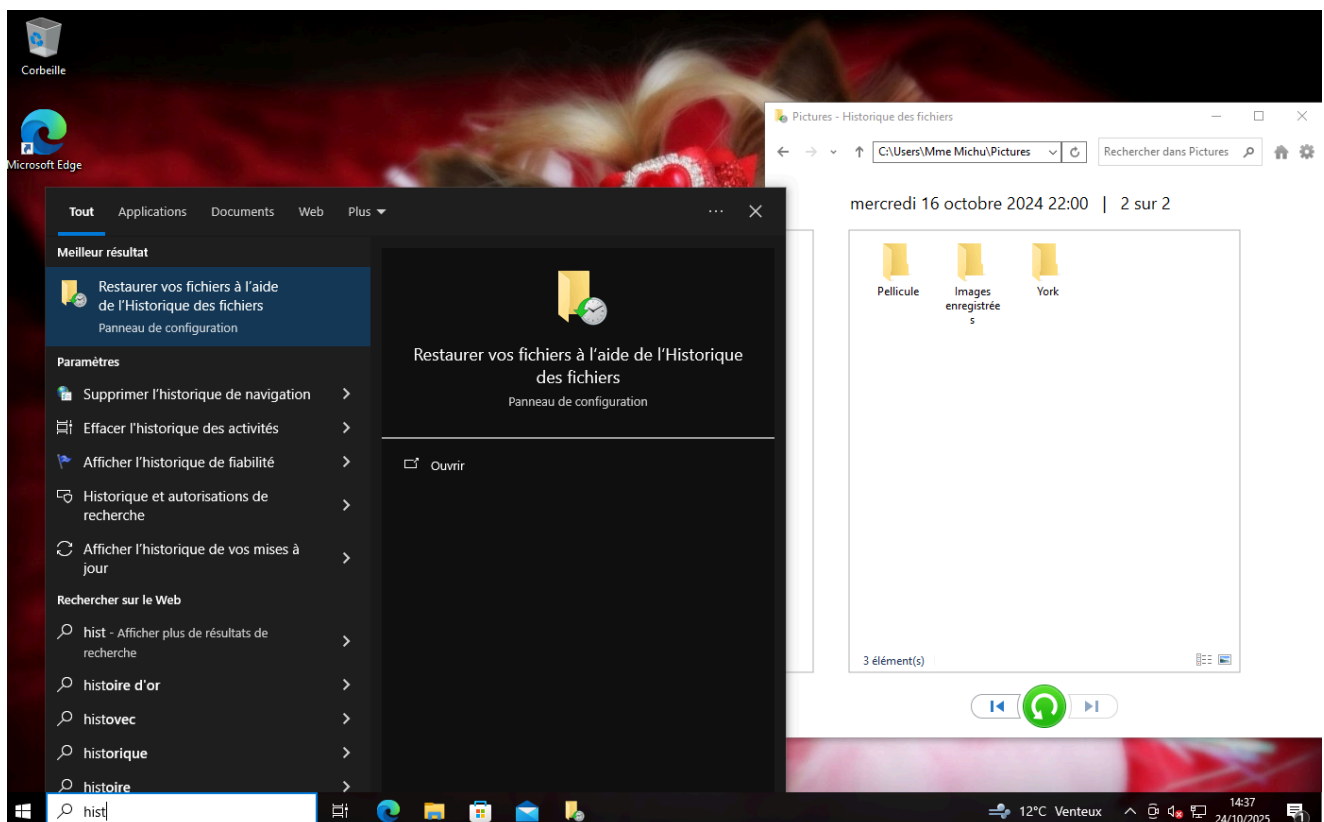 Corbeille
Microsoft Edge
Tout Applications Documents Web Plus
Meilleur résultat
Restaurer vos fichiers à l'aide
de l'Historique des fichiers
Panneau de configuration
Paramètres
Supprimer l'historique de navigation
Effacer l'historique des activités
Afficher l'historique de fiabilité
Historique et autorisations de
recherche
Afficher l'historique de vos mises à
jour
Rechercher sur le Web
hist - Afficher plus de résultats de
recherche
histoire d'or
histovec
historique
histoire
Restaurer vos fichiers à l'aide de l'Historique
des fichiers
Panneau de configuration
Ouvrir
Pictures - Historique des fichiers
C:\Users\Mme Michu\Pictures
Rechercher dans Pictures
mercredi 16 octobre 2024 22:00 | 2 sur 2
Pellicule
Images
enregistrée
s
York
3 élément(s)
hist
12°C Venteux
14:37
24/10/2025
1